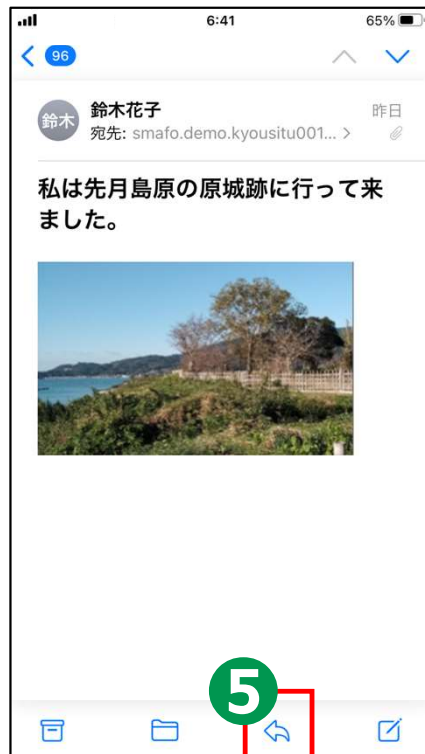 6:41
65%
96
鈴木
鈴木花子
昨日
宛先: smafo.demo.kyousitu001...
私は先月島原の原城跡に行って来
ました。
5